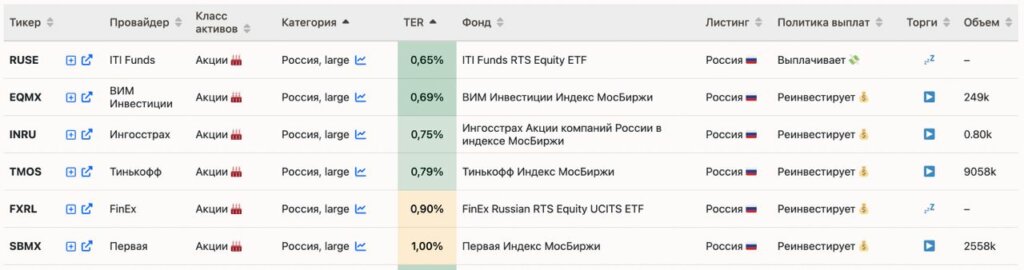 Тикер Провайдер Класс активов Категория TER Фонд Листинг Политика выплат Торги Объем
RUSE ITI Funds Акции Россия, large 0,65% ITI Funds RTS Equity ETF Россия Выплачивает –
EQMX ВИМ Инвестиции Акции Россия, large 0,69% ВИМ Инвестиции Индекс МосБиржи Россия Реинвестирует 249k
INRU Ингосстрах Акции Россия, large 0,75% Ингосстрах Акции компаний России в индексе МосБиржи Россия Реинвестирует 0.80k
TMOS Тинькофф Акции Россия, large 0,79% Тинькофф Индекс МосБиржи Россия Реинвестирует 9058k
FXRL FinEx Акции Россия, large 0,90% FinEx Russian RTS Equity UCITS ETF Россия Реинвестирует –
SBMX Первая Акции Россия, large 1,00% Первая Индекс МосБиржи Россия Реинвестирует 2558k